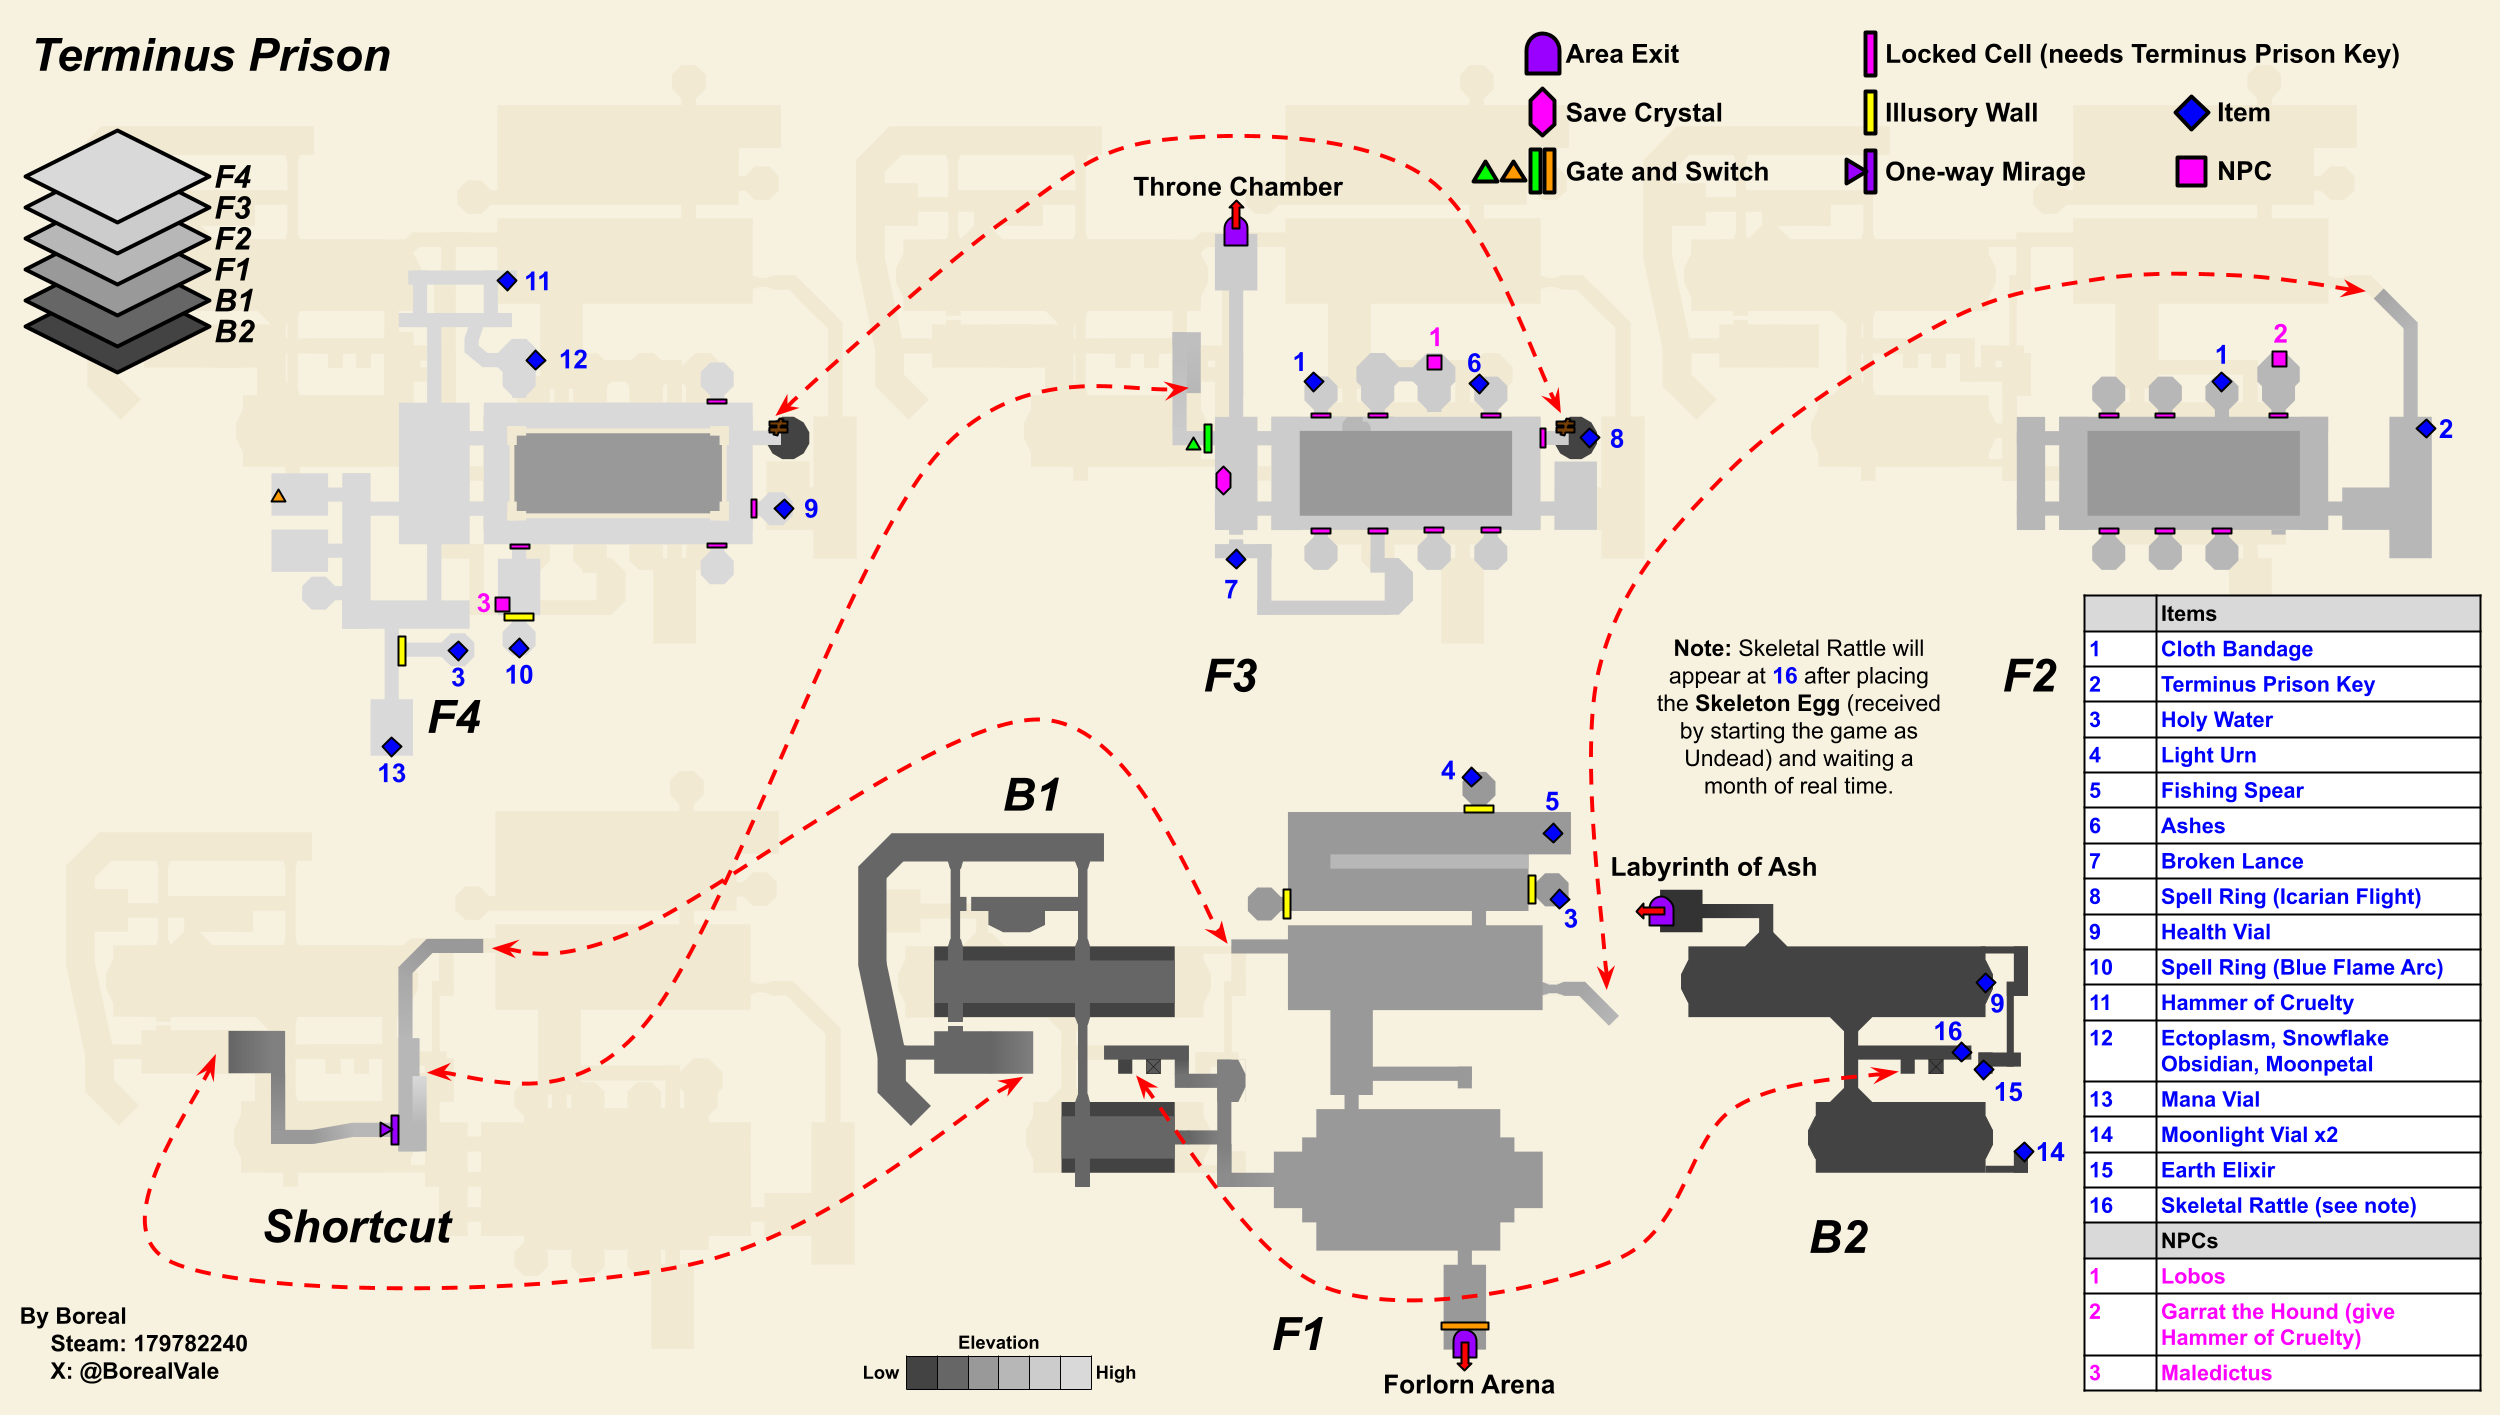 Terminus Prison
F4
F3
F2
F1
B1
B2
Area Exit
Locked Cell (needs Terminus Prison Key)
Save Crystal
Illusory Wall
Item
Gate and Switch
One-way Mirage
NPC
Throne Chamber
11
12
9
3
10
3
13
F4
1
1
6
8
7
F3
1
2
2
F2
Note: Skeletal Rattle will
appear at 16 after placing
the Skeleton Egg (received
by starting the game as
Undead) and waiting a
month of real time.
Shortcut
B1
4
5
3
F1
Forlorn Arena
Labyrinth of Ash
9
16
15
14
B2
Items
1 Cloth Bandage
2 Terminus Prison Key
3 Holy Water
4 Light Urn
5 Fishing Spear
6 Ashes
7 Broken Lance
8 Spell Ring (Icarian Flight)
9 Health Vial
10 Spell Ring (Blue Flame Arc)
11 Hammer of Cruelty
12 Ectoplasm, Snowflake
Obsidian, Moonpetal
13 Mana Vial
14 Moonlight Vial x2
15 Earth Elixir
16 Skeletal Rattle (see note)
NPCs
1 Lobos
2 Garrat the Hound (give
Hammer of Cruelty)
3 Maledictus
By Boreal
Steam: 179782240
X: @BorealVale
Elevation
Low
High